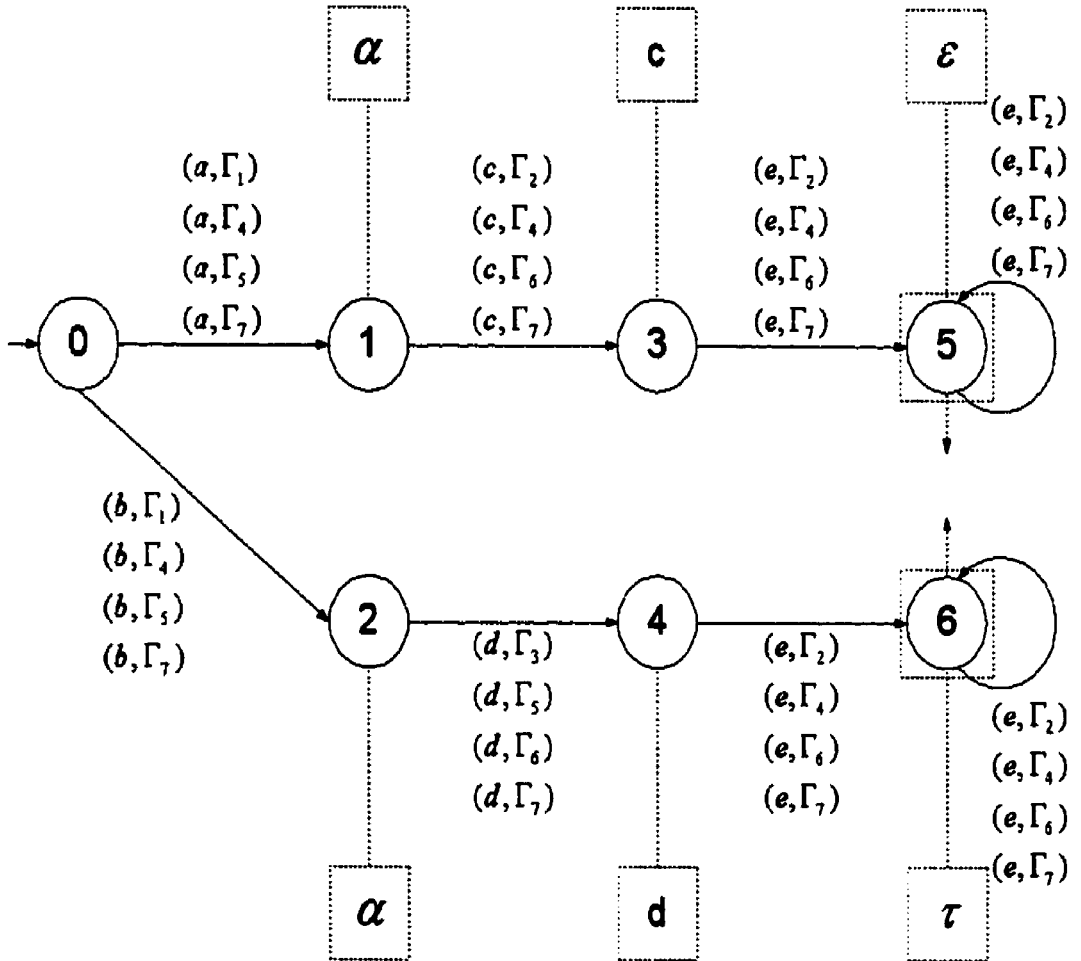 α
c
ε
(a,Γ₁)
(a,Γ₄)
(a,Γ₅)
(a,Γ₇)
(c,Γ₂)
(c,Γ₄)
(c,Γ₆)
(c,Γ₇)
(e,Γ₂)
(e,Γ₄)
(e,Γ₆)
(e,Γ₇)
(e,Γ₂)
(e,Γ₄)
(e,Γ₆)
(e,Γ₇)
0
1
3
5
(b,Γ₁)
(b,Γ₄)
(b,Γ₅)
(b,Γ₇)
2
4
6
(d,Γ₃)
(d,Γ₅)
(d,Γ₆)
(d,Γ₇)
(e,Γ₂)
(e,Γ₄)
(e,Γ₆)
(e,Γ₇)
(e,Γ₂)
(e,Γ₄)
(e,Γ₆)
(e,Γ₇)
α
d
τ